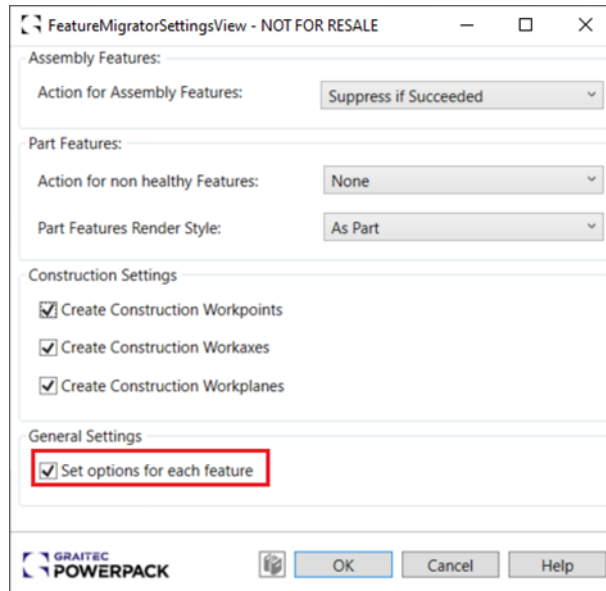 FeatureMigratorSettingsView - NOT FOR RESALE
Assembly Features:
Action for Assembly Features: Suppress if Succeeded
Part Features:
Action for non healthy Features: None
Part Features Render Style: As Part
Construction Settings
Create Construction Workpoints
Create Construction Workaxes
Create Construction Workplanes
General Settings
Set options for each feature
GRAITEC
POWERPACK
OK Cancel Help